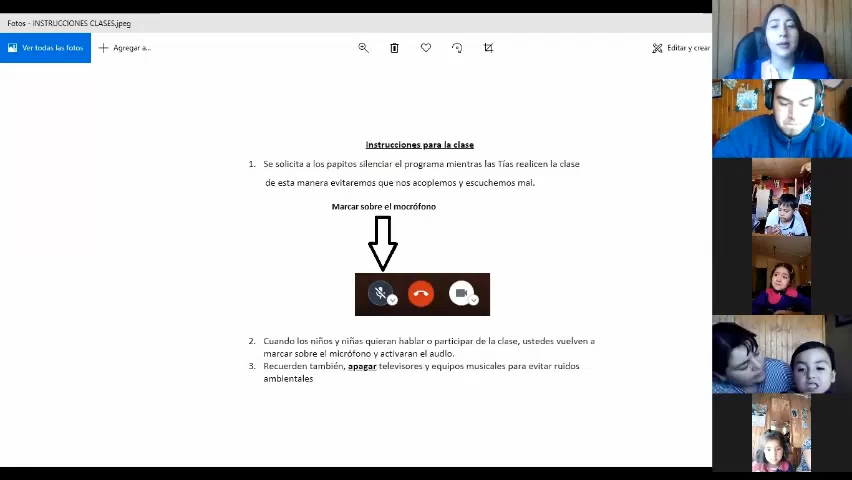 Fotos - INSTRUCCIONES CLASES.jpeg
Ver todas las fotos
Agregar a...
Editar y crear
Instrucciones para la clase
1. Se solicita a los papitos silenciar el programa mientras las Tías realicen la clase
de esta manera evitaremos que nos acoplemos y escuchemos mal.
Marcar sobre el mocrófono
2. Cuando los niños y niñas quieran hablar o participar de la clase, ustedes vuelven a
marcar sobre el micrófono y activaran el audio.
3. Recuerden también, apagar televisores y equipos musicales para evitar ruidos
ambientales